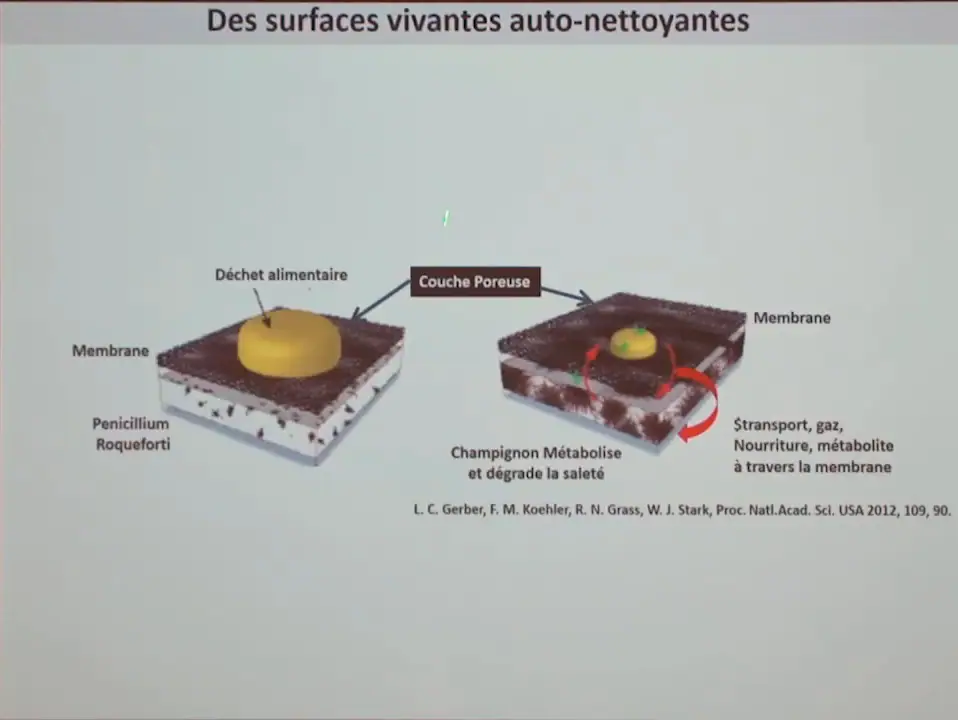 Des surfaces vivantes auto-nettoyantes
Déchet alimentaire
Couche Poreuse
Membrane
Membrane
Penicillium
Roqueforti
Champignon Métabolise
et dégrade la saleté
$transport, gaz,
Nourriture, métabolite
à travers la membrane
L. C. Gerber, F. M. Koehler, R. N. Grass, W. J. Stark, Proc. Natl.Acad. Sci. USA 2012, 109, 90.